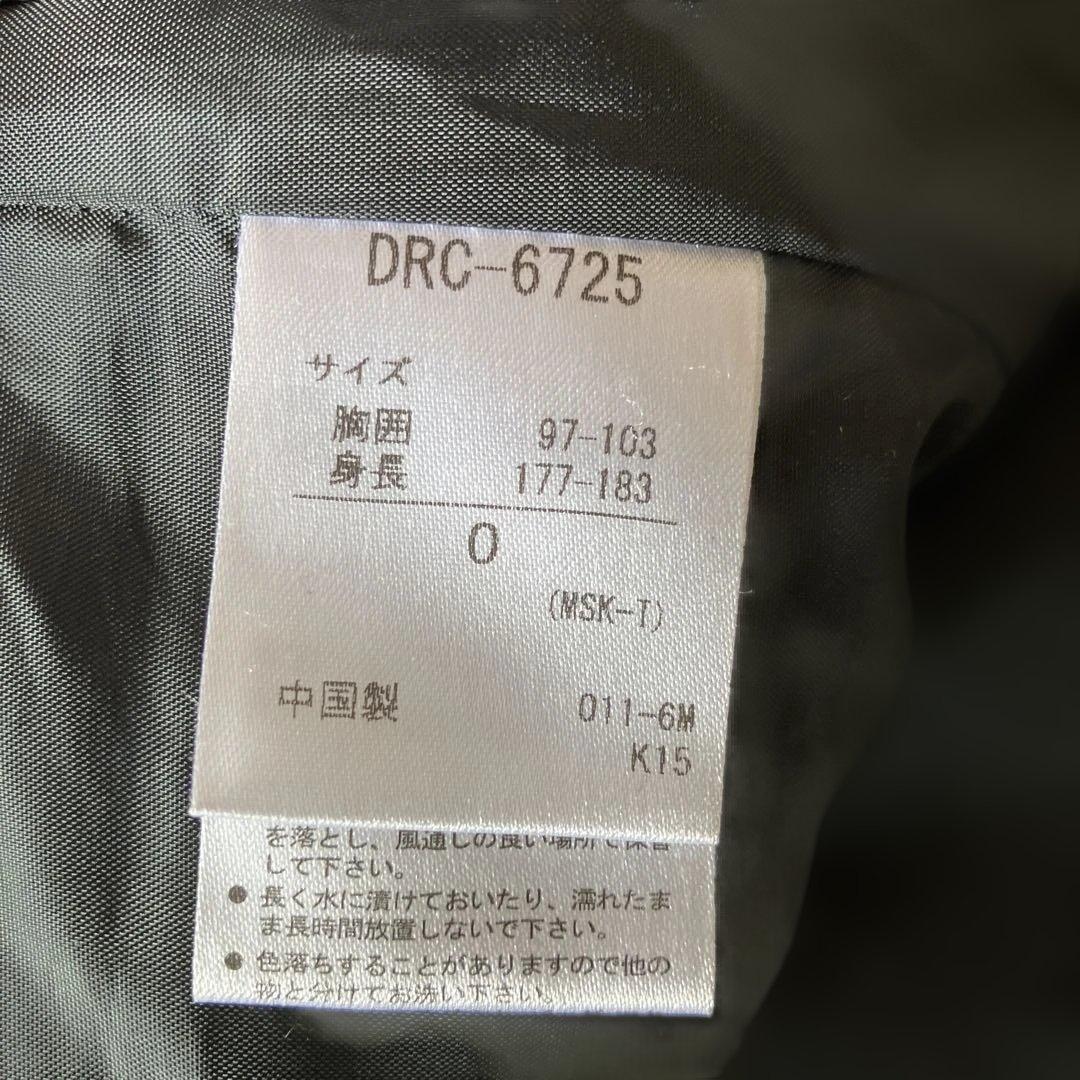 DRC-6725
サイズ
胸囲 97-103
身長 177-183
O
(MSK-T)
中国製 011-6M
K15
を落とし、風通しの良い場所で保管
して下さい。
● 長く水に漬けておいたり、濡れたま
ま長時間放置しないで下さい。
● 色落ちすることがありますので他の
物と分けてお洗い下さい。